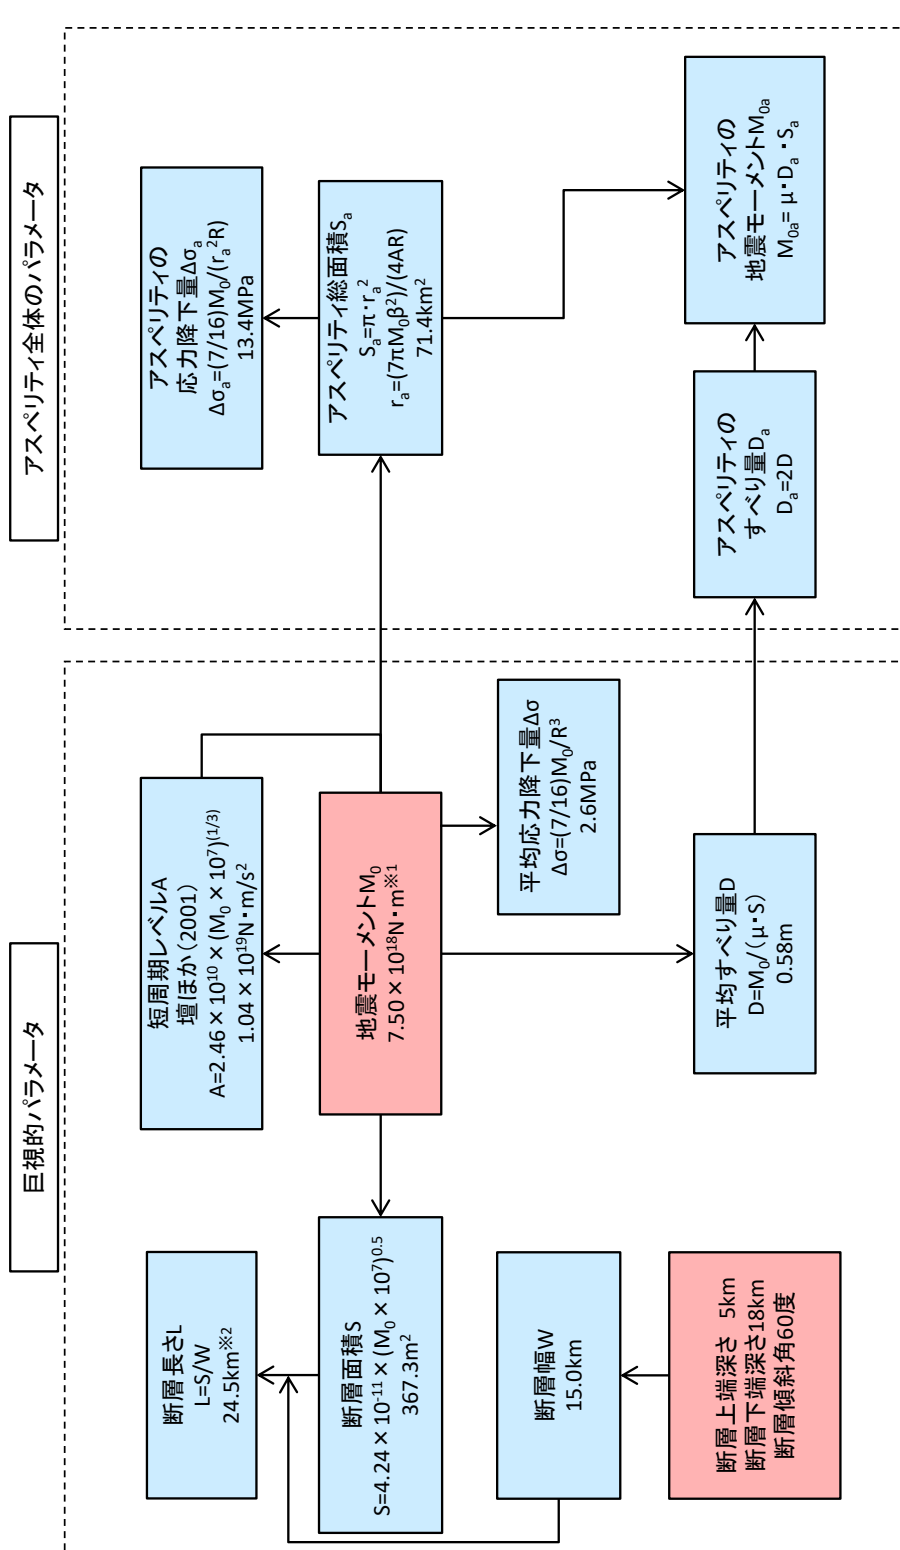 巨視的パラメータ
断層長さL
L=S/W
24.5km※2
断層面積S
S=4.24×10⁻¹¹×(M₀×10⁷)⁰·⁵
367.3m²
断層幅W
15.0km
断層上端深さ 5km
断層下端深さ18km
断層傾斜角60度
短周期レベルA
壇ほか(2001)
A=2.46×10¹⁰×(M₀×10⁷)⁽¹/³⁾
1.04×10¹⁹N・m/s²
地震モーメントM₀
7.50×10¹⁸N・m※1
平均応力降下量Δσ
Δσ=(7/16)M₀/R³
2.6MPa
平均すべり量D
D=M₀/(μ・S)
0.58m
アスペリティ全体のパラメータ
アスペリティの
応力降下量Δσₐ
Δσₐ=(7/16)M₀/(rₐ²R)
13.4MPa
アスペリティ総面積Sₐ
Sₐ=π・rₐ²
rₐ=(7πM₀β²)/(4AR)
71.4km²
アスペリティの
すべり量Dₐ
Dₐ=2D
アスペリティの
地震モーメントM₀ₐ
M₀ₐ= μ・Dₐ ・Sₐ